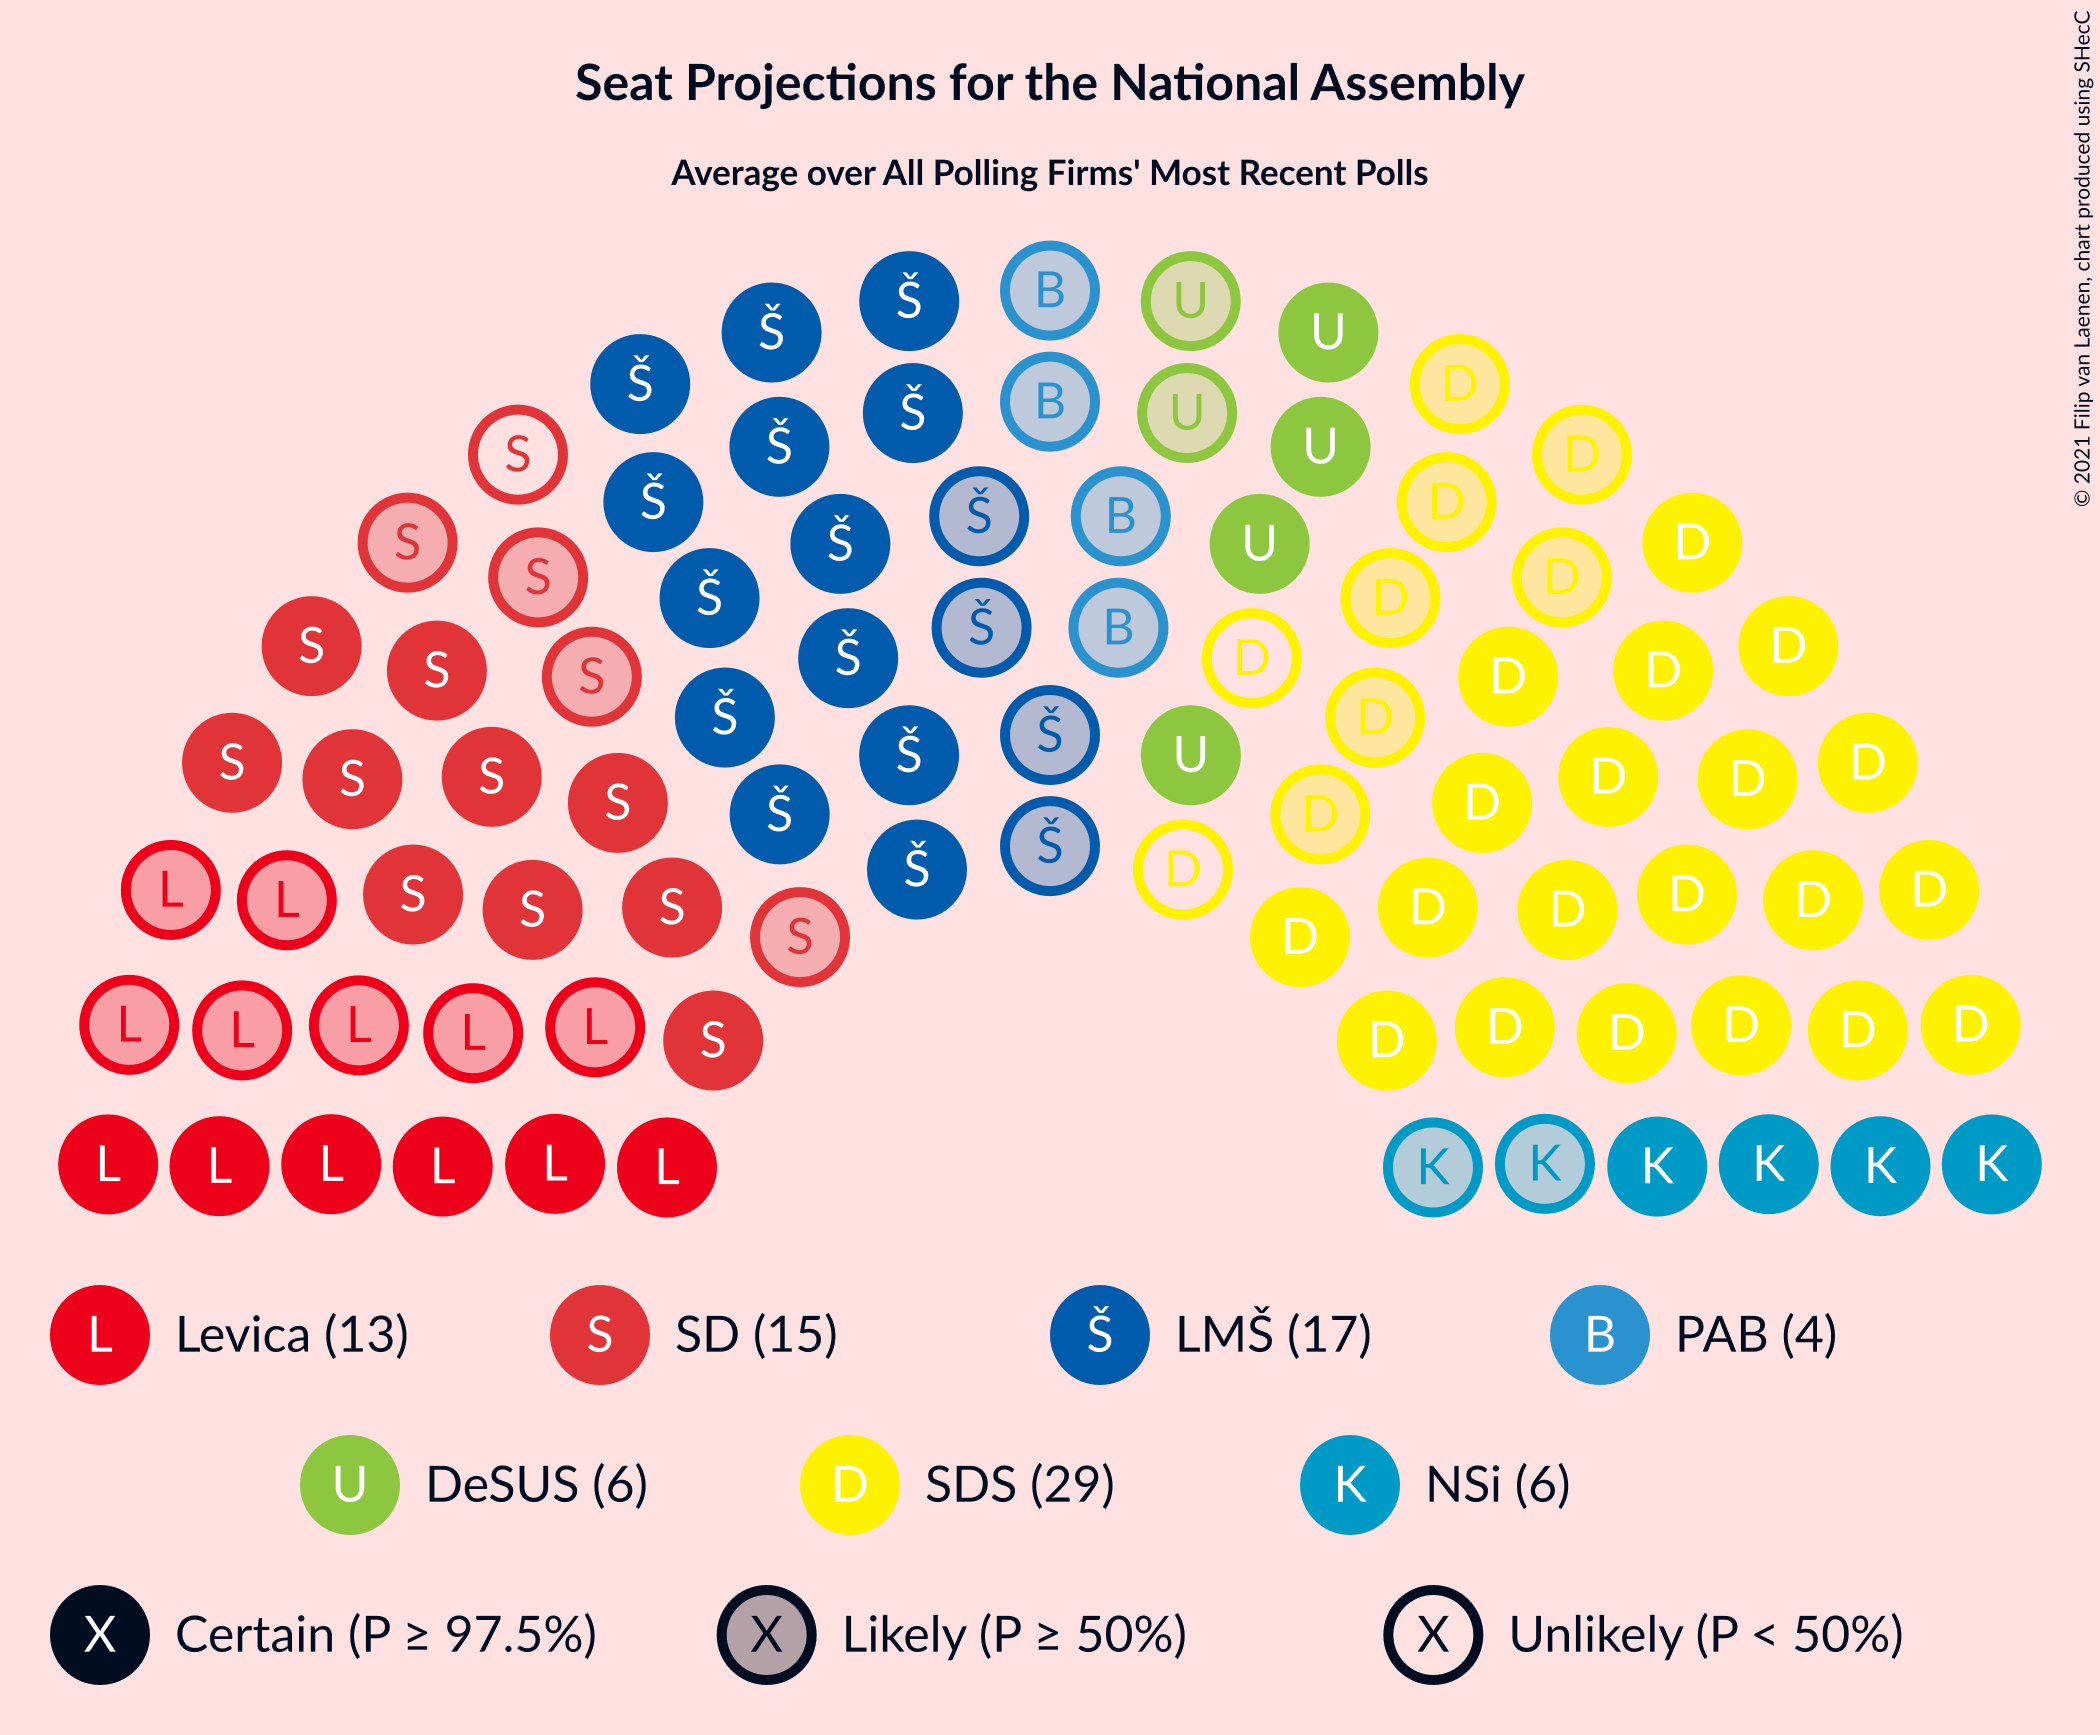 Seat Projections for the National Assembly
Average over All Polling Firms' Most Recent Polls
© 2021 Filip van Laenen, chart produced using SHecC
Š Š B U U
Š D
Š Š B U U D
S D
Š Š Š B U D
S S Š Š D D
Š Š B D D
S S S D D D
Š Š Š U D
S S S S D D D D
Š Š D
L L S S S Š D D D D D D
S D
L L L L L S D D D D D D
L L L L L L K K K K K K
L Levica (13) S SD (15) Š LMŠ (17) B PAB (4)
U DeSUS (6) D SDS (29) K NSi (6)
X Certain (P ≥ 97.5%) X Likely (P ≥ 50%) X Unlikely (P < 50%)